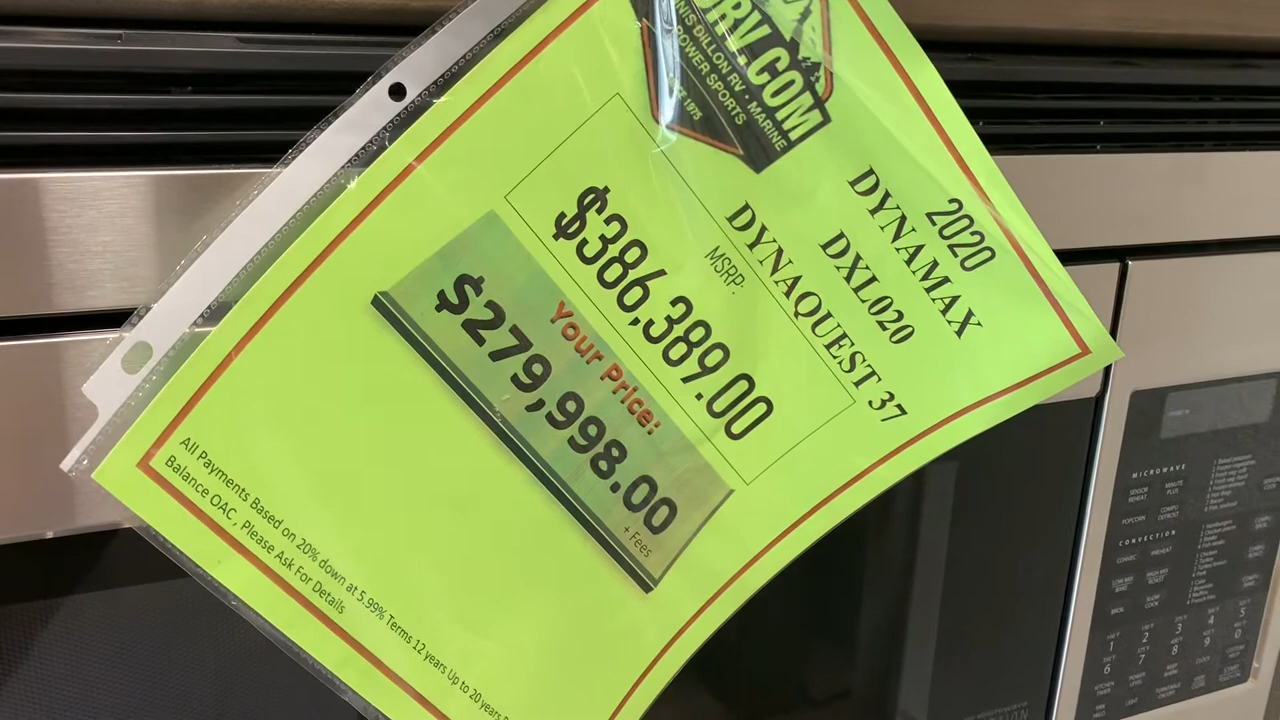 RV.COM
DILLON RV • MARINE
POWER SPORTS
1975
2020
DYNAMAX
DXL020
DYNAQUEST 37
MSRP:
$386,389.00
Your Price:
$279,998.00
+ Fees
All Payments Based on 20% down at 5.99% Terms 12 years Up to 20 years
Balance OAC , Please Ask For Details
MICROWAVE
SENSOR REHEAT
MINUTE PLUS
POPCORN
COMPU DEFROST
CONVECTION
CONVEC
PREHEAT
LOW MIX BAKE
HIGH MIX ROAST
BROIL
SLOW COOK
1 2 3 4 5
6 7 8 9 0
KITCHEN TIMER
POWER LEVEL
CLOCK
LIGHT